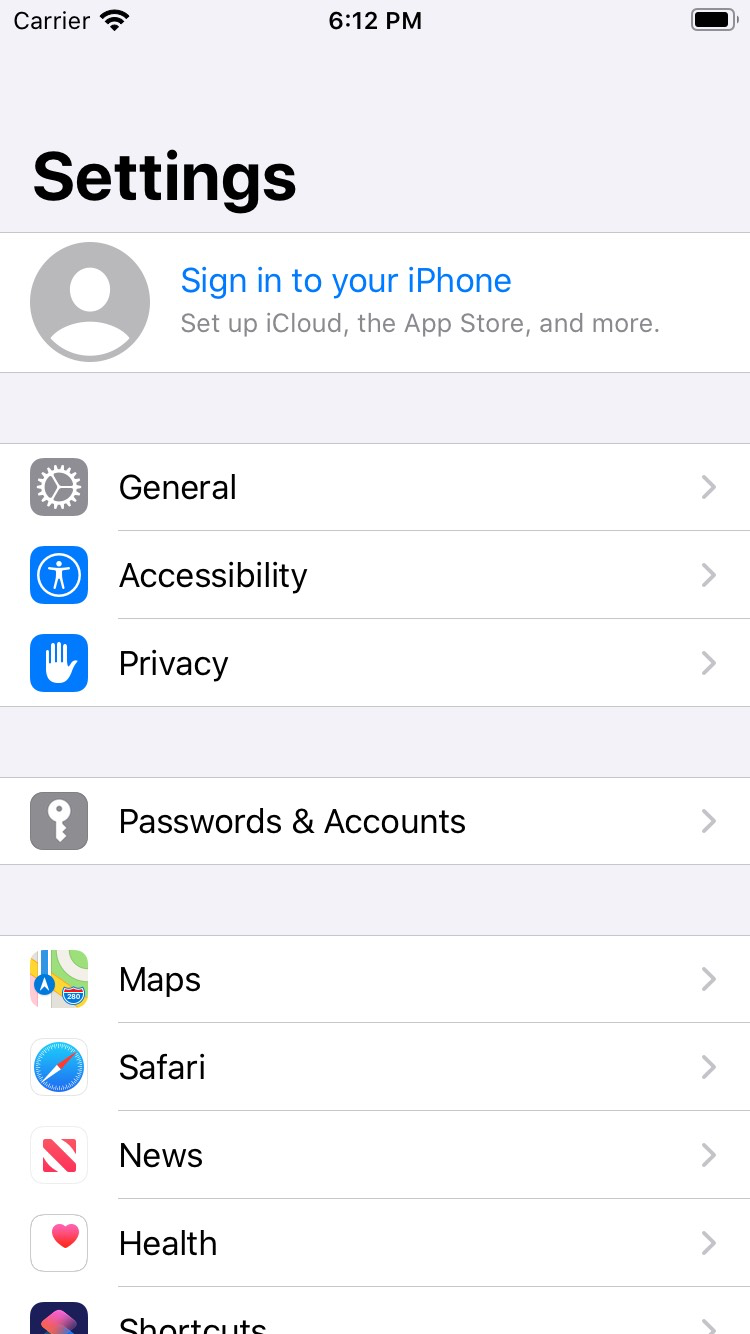 Carrier 6:12 PM
Settings
Sign in to your iPhone
Set up iCloud, the App Store, and more.
General
Accessibility
Privacy
Passwords & Accounts
280
Maps
Safari
News
Health
Shortcuts